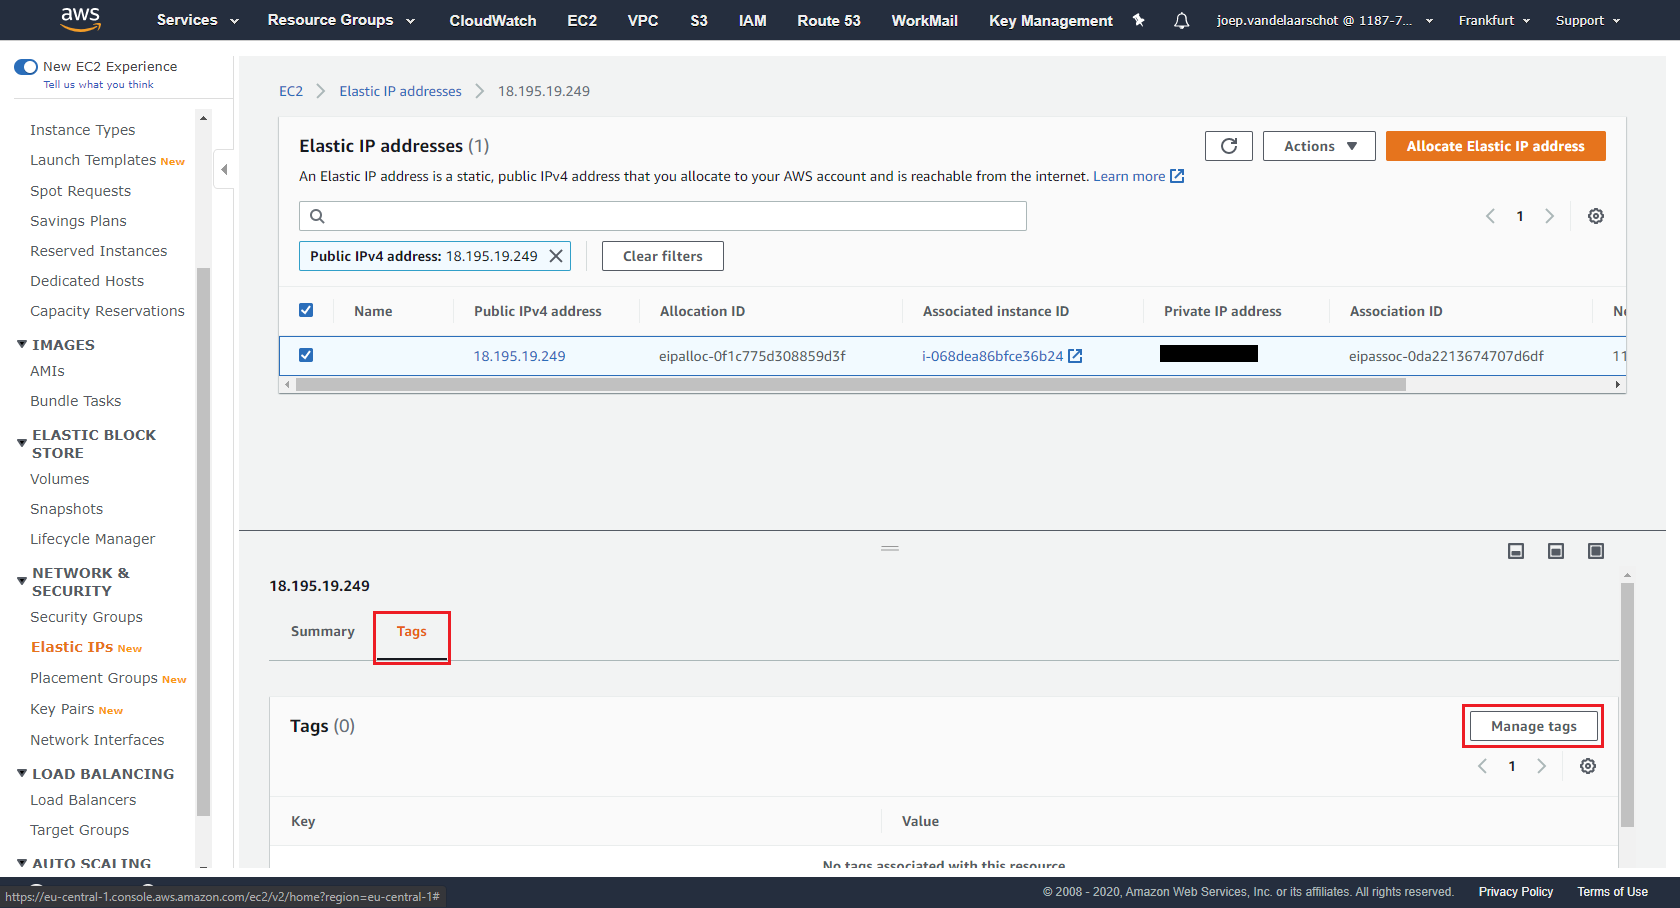 aws
Services
Resource Groups
CloudWatch
EC2
VPC
S3
IAM
Route 53
WorkMail
Key Management
joep.vandelaarschot @ 1187-7...
Frankfurt
Support
New EC2 Experience
Tell us what you think
Instance Types
Launch Templates New
Spot Requests
Savings Plans
Reserved Instances
Dedicated Hosts
Capacity Reservations
IMAGES
AMIs
Bundle Tasks
ELASTIC BLOCK
STORE
Volumes
Snapshots
Lifecycle Manager
NETWORK &
SECURITY
Security Groups
Elastic IPs New
Placement Groups New
Key Pairs New
Network Interfaces
LOAD BALANCING
Load Balancers
Target Groups
AUTO SCALING
EC2
Elastic IP addresses
18.195.19.249
Elastic IP addresses (1)
Actions
Allocate Elastic IP address
An Elastic IP address is a static, public IPv4 address that you allocate to your AWS account and is reachable from the internet. Learn more
1
Public IPv4 address: 18.195.19.249
Clear filters
Name
Public IPv4 address
Allocation ID
Associated instance ID
Private IP address
Association ID
18.195.19.249
eipalloc-0f1c775d308859d3f
i-068dea86bfce36b24
eipassoc-0da2213674707d6df
11
18.195.19.249
Summary
Tags
Tags (0)
Manage tags
1
Key
Value
No tags associated with this resource
https://eu-central-1.console.aws.amazon.com/ec2/v2/home?region=eu-central-1#
© 2008 - 2020, Amazon Web Services, Inc. or its affiliates. All rights reserved.
Privacy Policy
Terms of Use